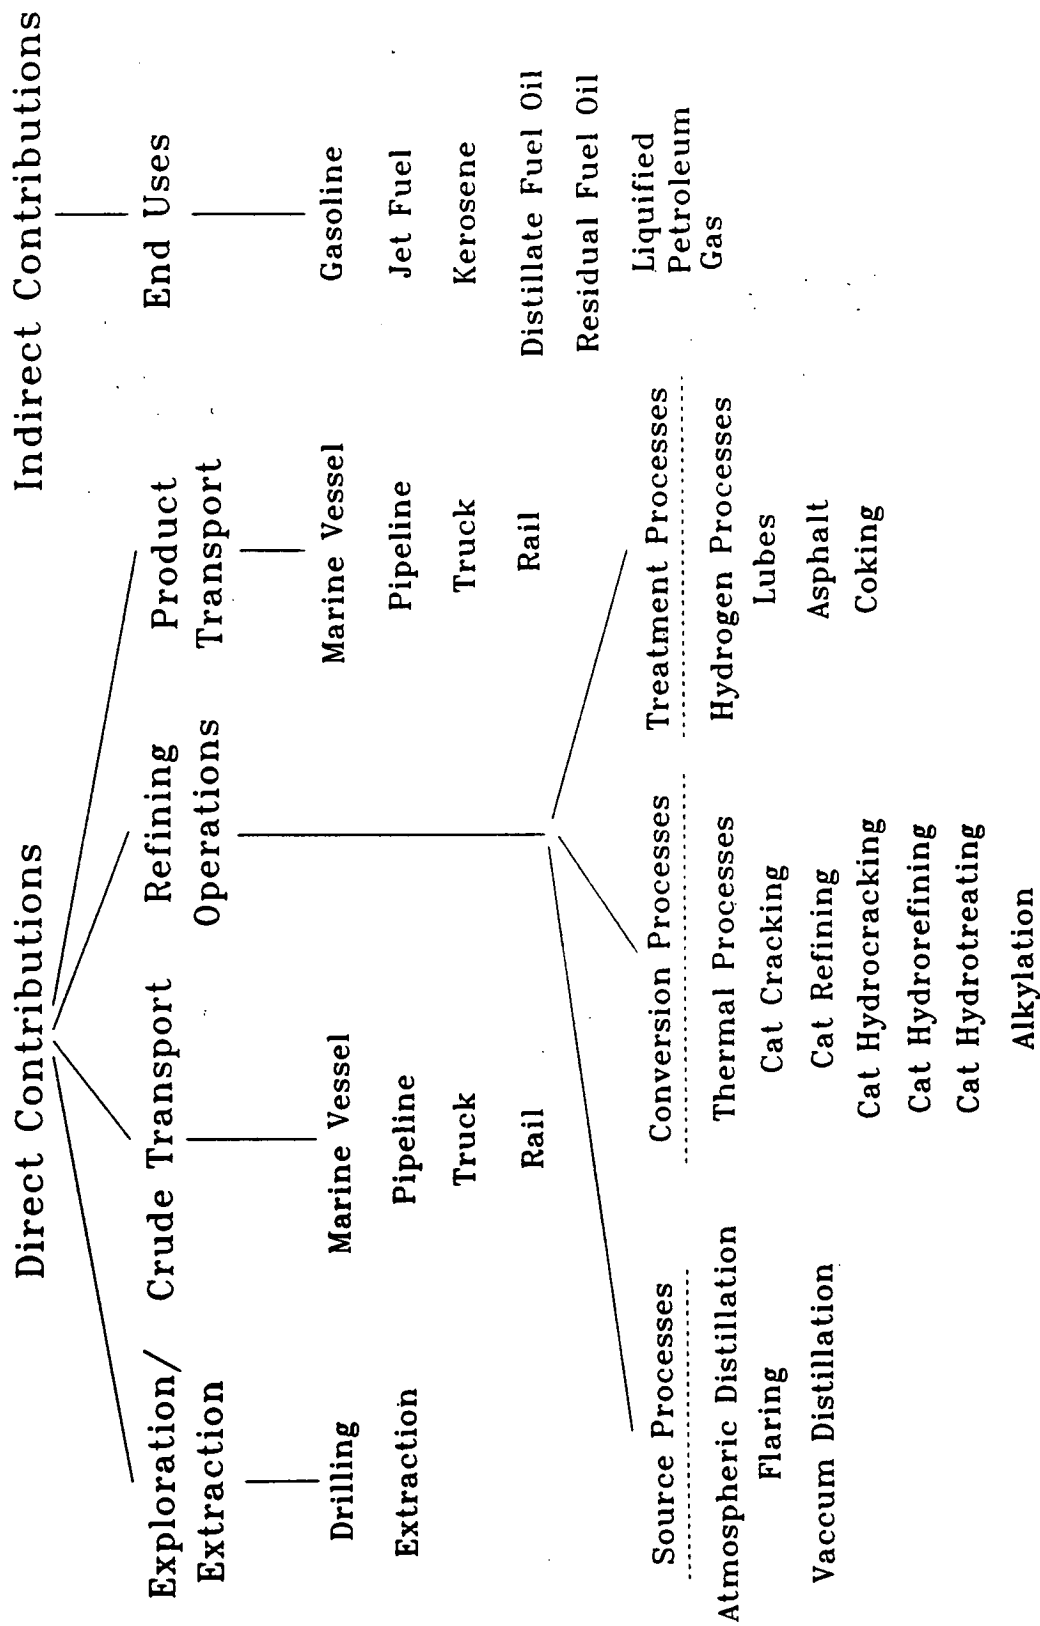 Direct Contributions
Indirect Contributions
Exploration/
Extraction
Drilling
Extraction
Crude Transport
Marine Vessel
Pipeline
Truck
Rail
Refining
Operations
Product
Transport
Marine Vessel
Pipeline
Truck
Rail
End Uses
Gasoline
Jet Fuel
Kerosene
Distillate Fuel Oil
Residual Fuel Oil
Liquified
Petroleum
Gas
Source Processes
Atmospheric Distillation
Flaring
Vaccum Distillation
Conversion Processes
Thermal Processes
Cat Cracking
Cat Refining
Cat Hydrocracking
Cat Hydrorefining
Cat Hydrotreating
Alkylation
Treatment Processes
Hydrogen Processes
Lubes
Asphalt
Coking